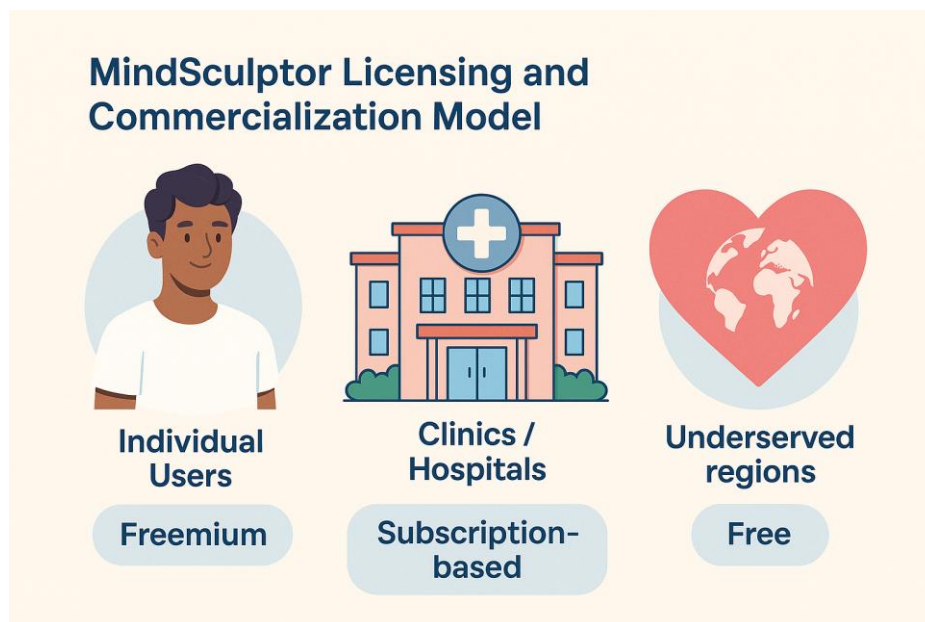 MindSculptor Licensing and
Commercialization Model
Individual
Users
Freemium
Clinics /
Hospitals
Subscription-
based
Underserved
regions
Free